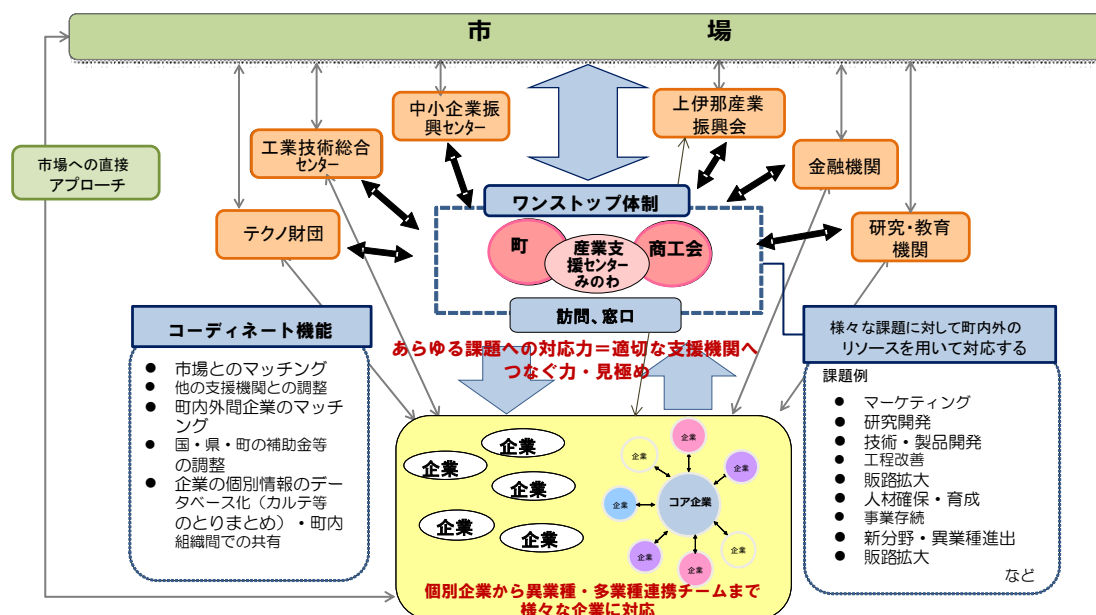 市　　場
中小企業振
興センター
上伊那産業
振興会
工業技術総合
センター
金融機関
市場への直接
アプローチ
ワンストップ体制
テクノ財団
町
産業支
援センター
みのわ
商工会
研究・教育
機関
訪問、窓口
コーディネート機能
● 市場とのマッチング
● 他の支援機関との調整
● 町内外間企業のマッチ
ング
● 国・県・町の補助金等
の調整
● 企業の個別情報のデー
タベース化（カルテ等
のとりまとめ）・町内
組織間での共有
あらゆる課題への対応力＝適切な支援機関へ
つなぐ力・見極め
様々な課題に対して町内外の
リソースを用いて対応する
課題例
● マーケティング
● 研究開発
● 技術・製品開発
● 工程改善
● 販路拡大
● 人材確保・育成
● 事業存続
● 新分野・異業種進出
● 販路拡大
など
企業
企業
企業
企業
企業
企業
企業
企業
企業
コア企業
企業
企業
企業
企業
個別企業から異業種・多業種連携チームまで
様々な企業に対応